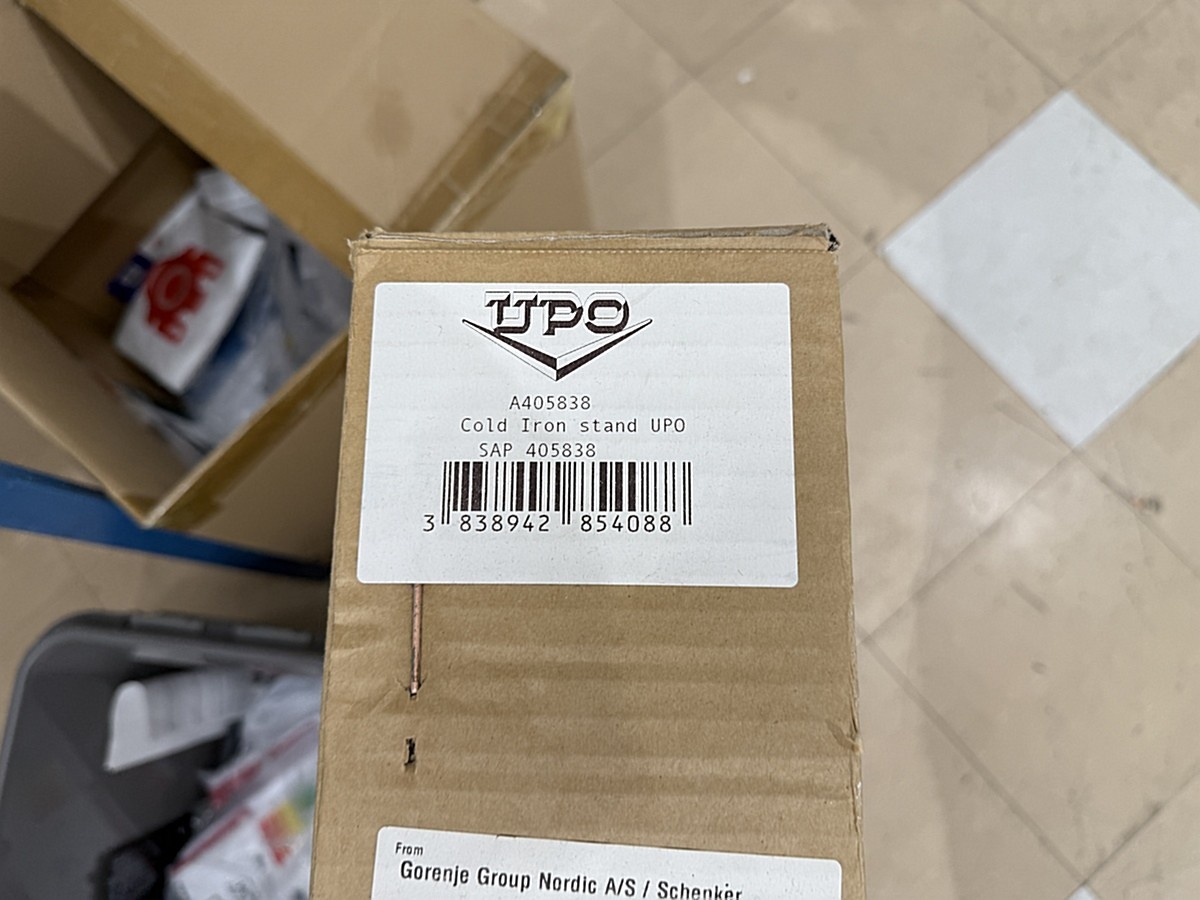 UPO
A405838
Cold Iron stand UPO
SAP 405838
3 838942 854088
From
Gorenje Group Nordic A/S / Schenker